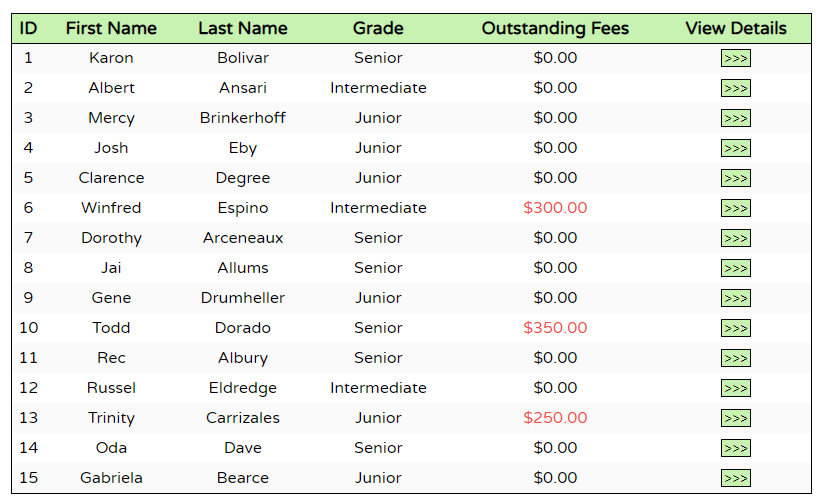 ID First Name Last Name Grade Outstanding Fees View Details
1 Karon Bolivar Senior $0.00 >>>
2 Albert Ansari Intermediate $0.00 >>>
3 Mercy Brinkerhoff Junior $0.00 >>>
4 Josh Eby Junior $0.00 >>>
5 Clarence Degree Junior $0.00 >>>
6 Winfred Espino Intermediate $300.00 >>>
7 Dorothy Arceneaux Senior $0.00 >>>
8 Jai Allums Senior $0.00 >>>
9 Gene Drumheller Junior $0.00 >>>
10 Todd Dorado Senior $350.00 >>>
11 Rec Albury Senior $0.00 >>>
12 Russel Eldredge Intermediate $0.00 >>>
13 Trinity Carrizales Junior $250.00 >>>
14 Oda Dave Senior $0.00 >>>
15 Gabriela Bearce Junior $0.00 >>>